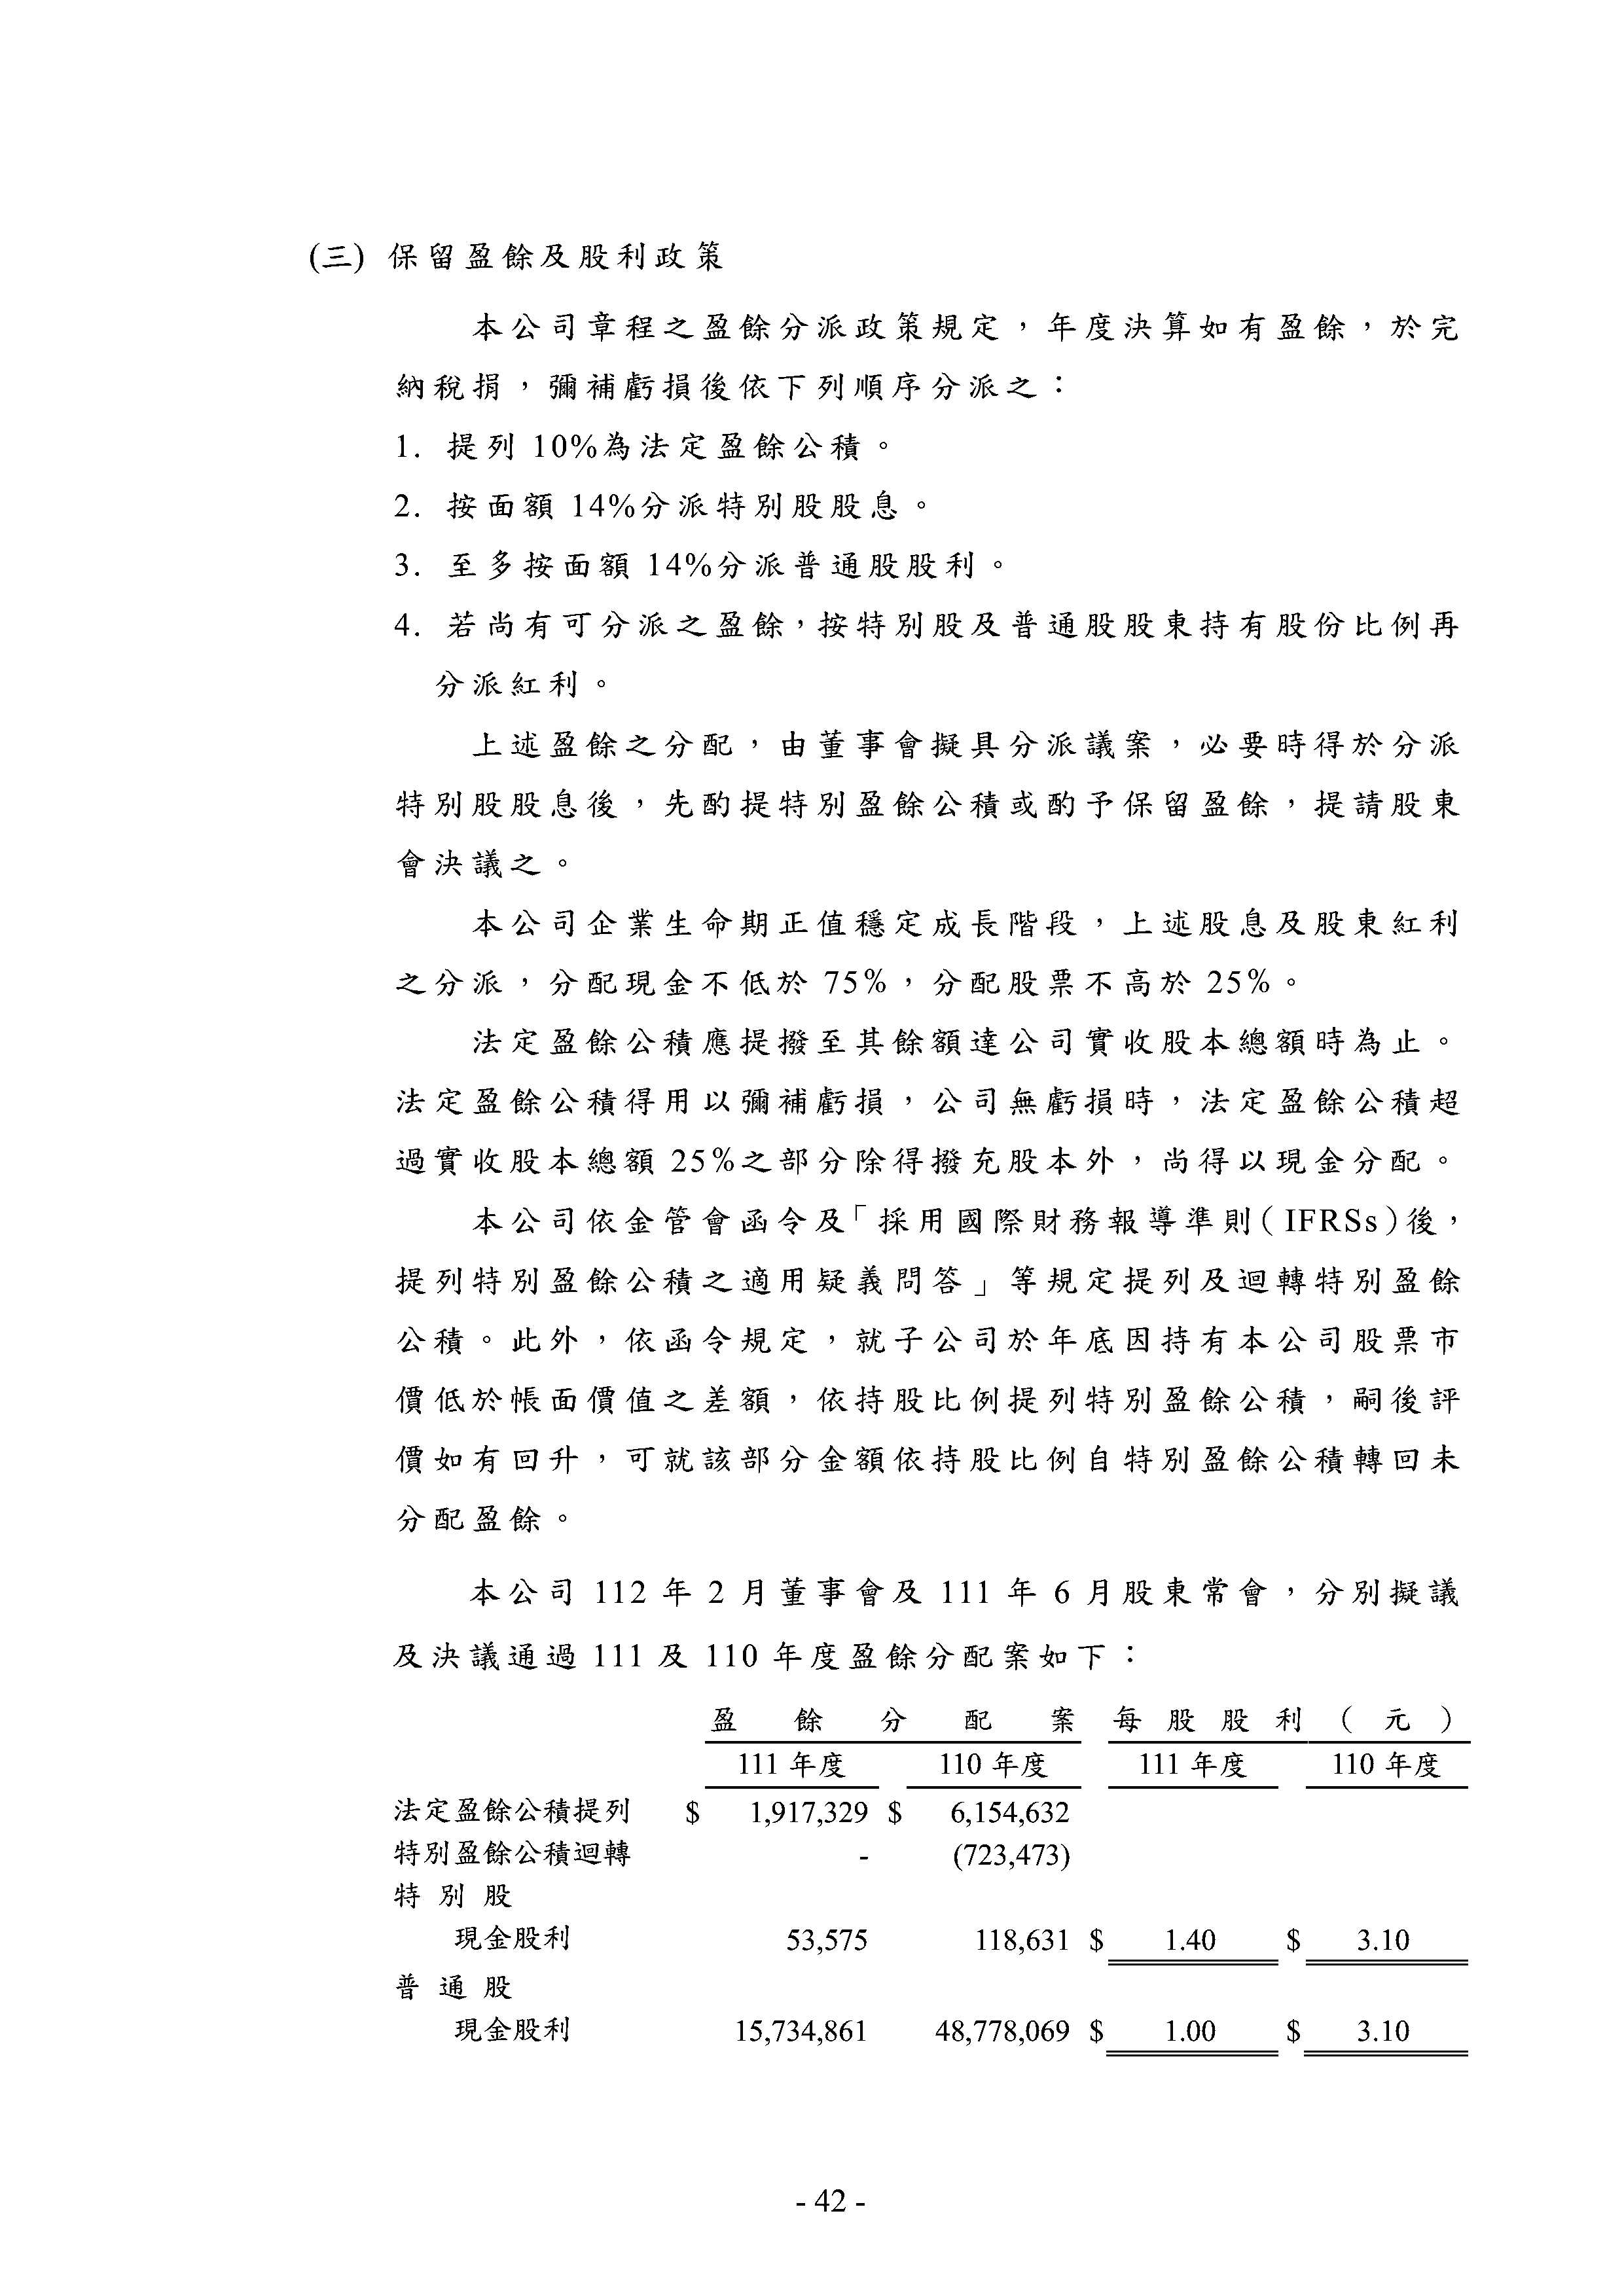 (三) 保留盈餘及股利政策
本公司章程之盈餘分派政策規定，年度決算如有盈餘，於完
納稅捐，彌補虧損後依下列順序分派之：
1. 提列 10%為法定盈餘公積。
2. 按面額 14%分派特別股股息。
3. 至多按面額 14%分派普通股股利。
4. 若尚有可分派之盈餘，按特別股及普通股股東持有股份比例再
分派紅利。
上述盈餘之分配，由董事會擬具分派議案，必要時得於分派
特別股股息後，先酌提特別盈餘公積或酌予保留盈餘，提請股東
會決議之。
本公司企業生命期正值穩定成長階段，上述股息及股東紅利
之分派，分配現金不低於 75%，分配股票不高於 25%。
法定盈餘公積應提撥至其餘額達公司實收股本總額時為止。
法定盈餘公積得用以彌補虧損，公司無虧損時，法定盈餘公積超
過實收股本總額 25%之部分除得撥充股本外，尚得以現金分配。
本公司依金管會函令及「採用國際財務報導準則（IFRSs）後，
提列特別盈餘公積之適用疑義問答」等規定提列及迴轉特別盈餘
公積。此外，依函令規定，就子公司於年底因持有本公司股票市
價低於帳面價值之差額，依持股比例提列特別盈餘公積，嗣後評
價如有回升，可就該部分金額依持股比例自特別盈餘公積轉回未
分配盈餘。
本公司 112 年 2 月董事會及 111 年 6 月股東常會，分別擬議
及決議通過 111 及 110 年度盈餘分配案如下：
盈餘分配案 每股股利（元）
111 年度 110 年度 111 年度 110 年度
法定盈餘公積提列 $ 1,917,329 $ 6,154,632
特別盈餘公積迴轉 - (723,473)
特別股
現金股利 53,575 118,631 $ 1.40 $ 3.10
普通股
現金股利 15,734,861 48,778,069 $ 1.00 $ 3.10
- 42 -